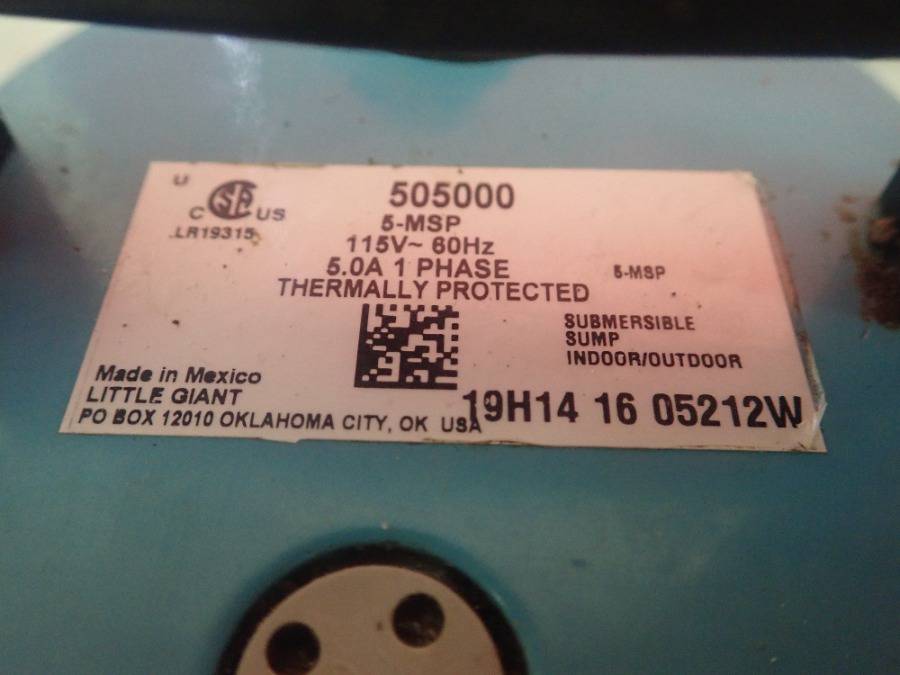 U
C SA US
LR19315
505000
5-MSP
115V~ 60Hz
5.0A 1 PHASE
THERMALLY PROTECTED
5-MSP
SUBMERSIBLE
SUMP
INDOOR/OUTDOOR
Made in Mexico
LITTLE GIANT
PO BOX 12010 OKLAHOMA CITY, OK USA
19H14 16 05212W